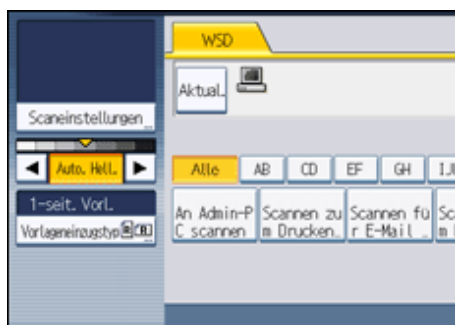 WSD
Aktual.
Scaneinstellungen
Auto. Hell.
1-seit. Vorl.
Vorlageneinzugstyp
Alle AB CD EF GH
An Admin-P
C scannen
Scannen zu
m Drucken
Scannen fü
r E-Mail
Sc
m